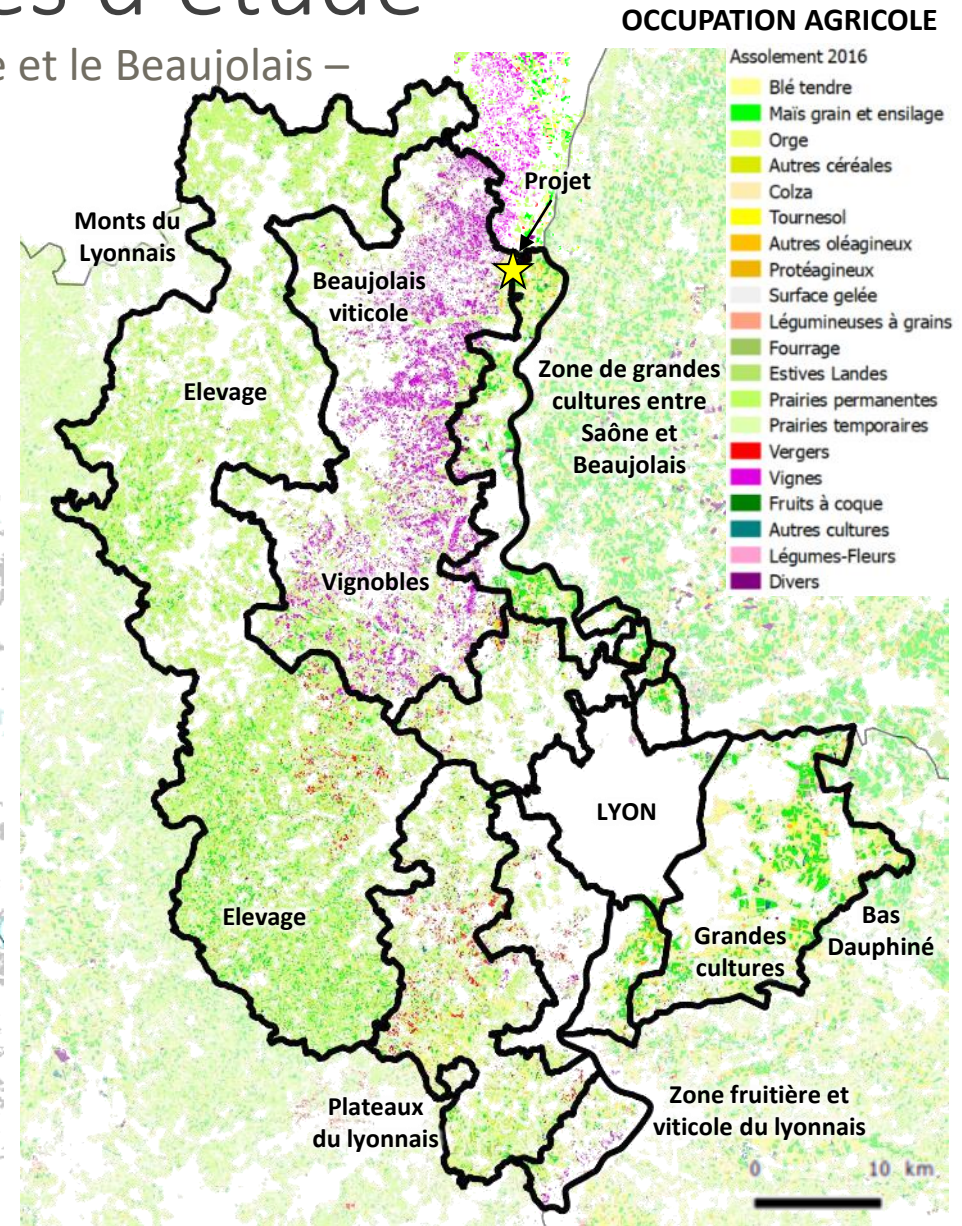 es d'étude
e et le Beaujolais –
OCCUPATION AGRICOLE
Assolement 2016
Blé tendre
Maïs grain et ensilage
Orge
Autres céréales
Colza
Tournesol
Autres oléagineux
Protéagineux
Surface gelée
Légumineuses à grains
Fourrage
Estives Landes
Prairies permanentes
Prairies temporaires
Vergers
Vignes
Fruits à coque
Autres cultures
Légumes-Fleurs
Divers
Projet
Monts du
Lyonnais
Beaujolais
viticole
Elevage
Zone de grandes
cultures entre
Saône et
Beaujolais
Vignobles
LYON
Elevage
Grandes
cultures
Bas
Dauphiné
Plateaux
du lyonnais
Zone fruitière et
viticole du lyonnais
0 10 km